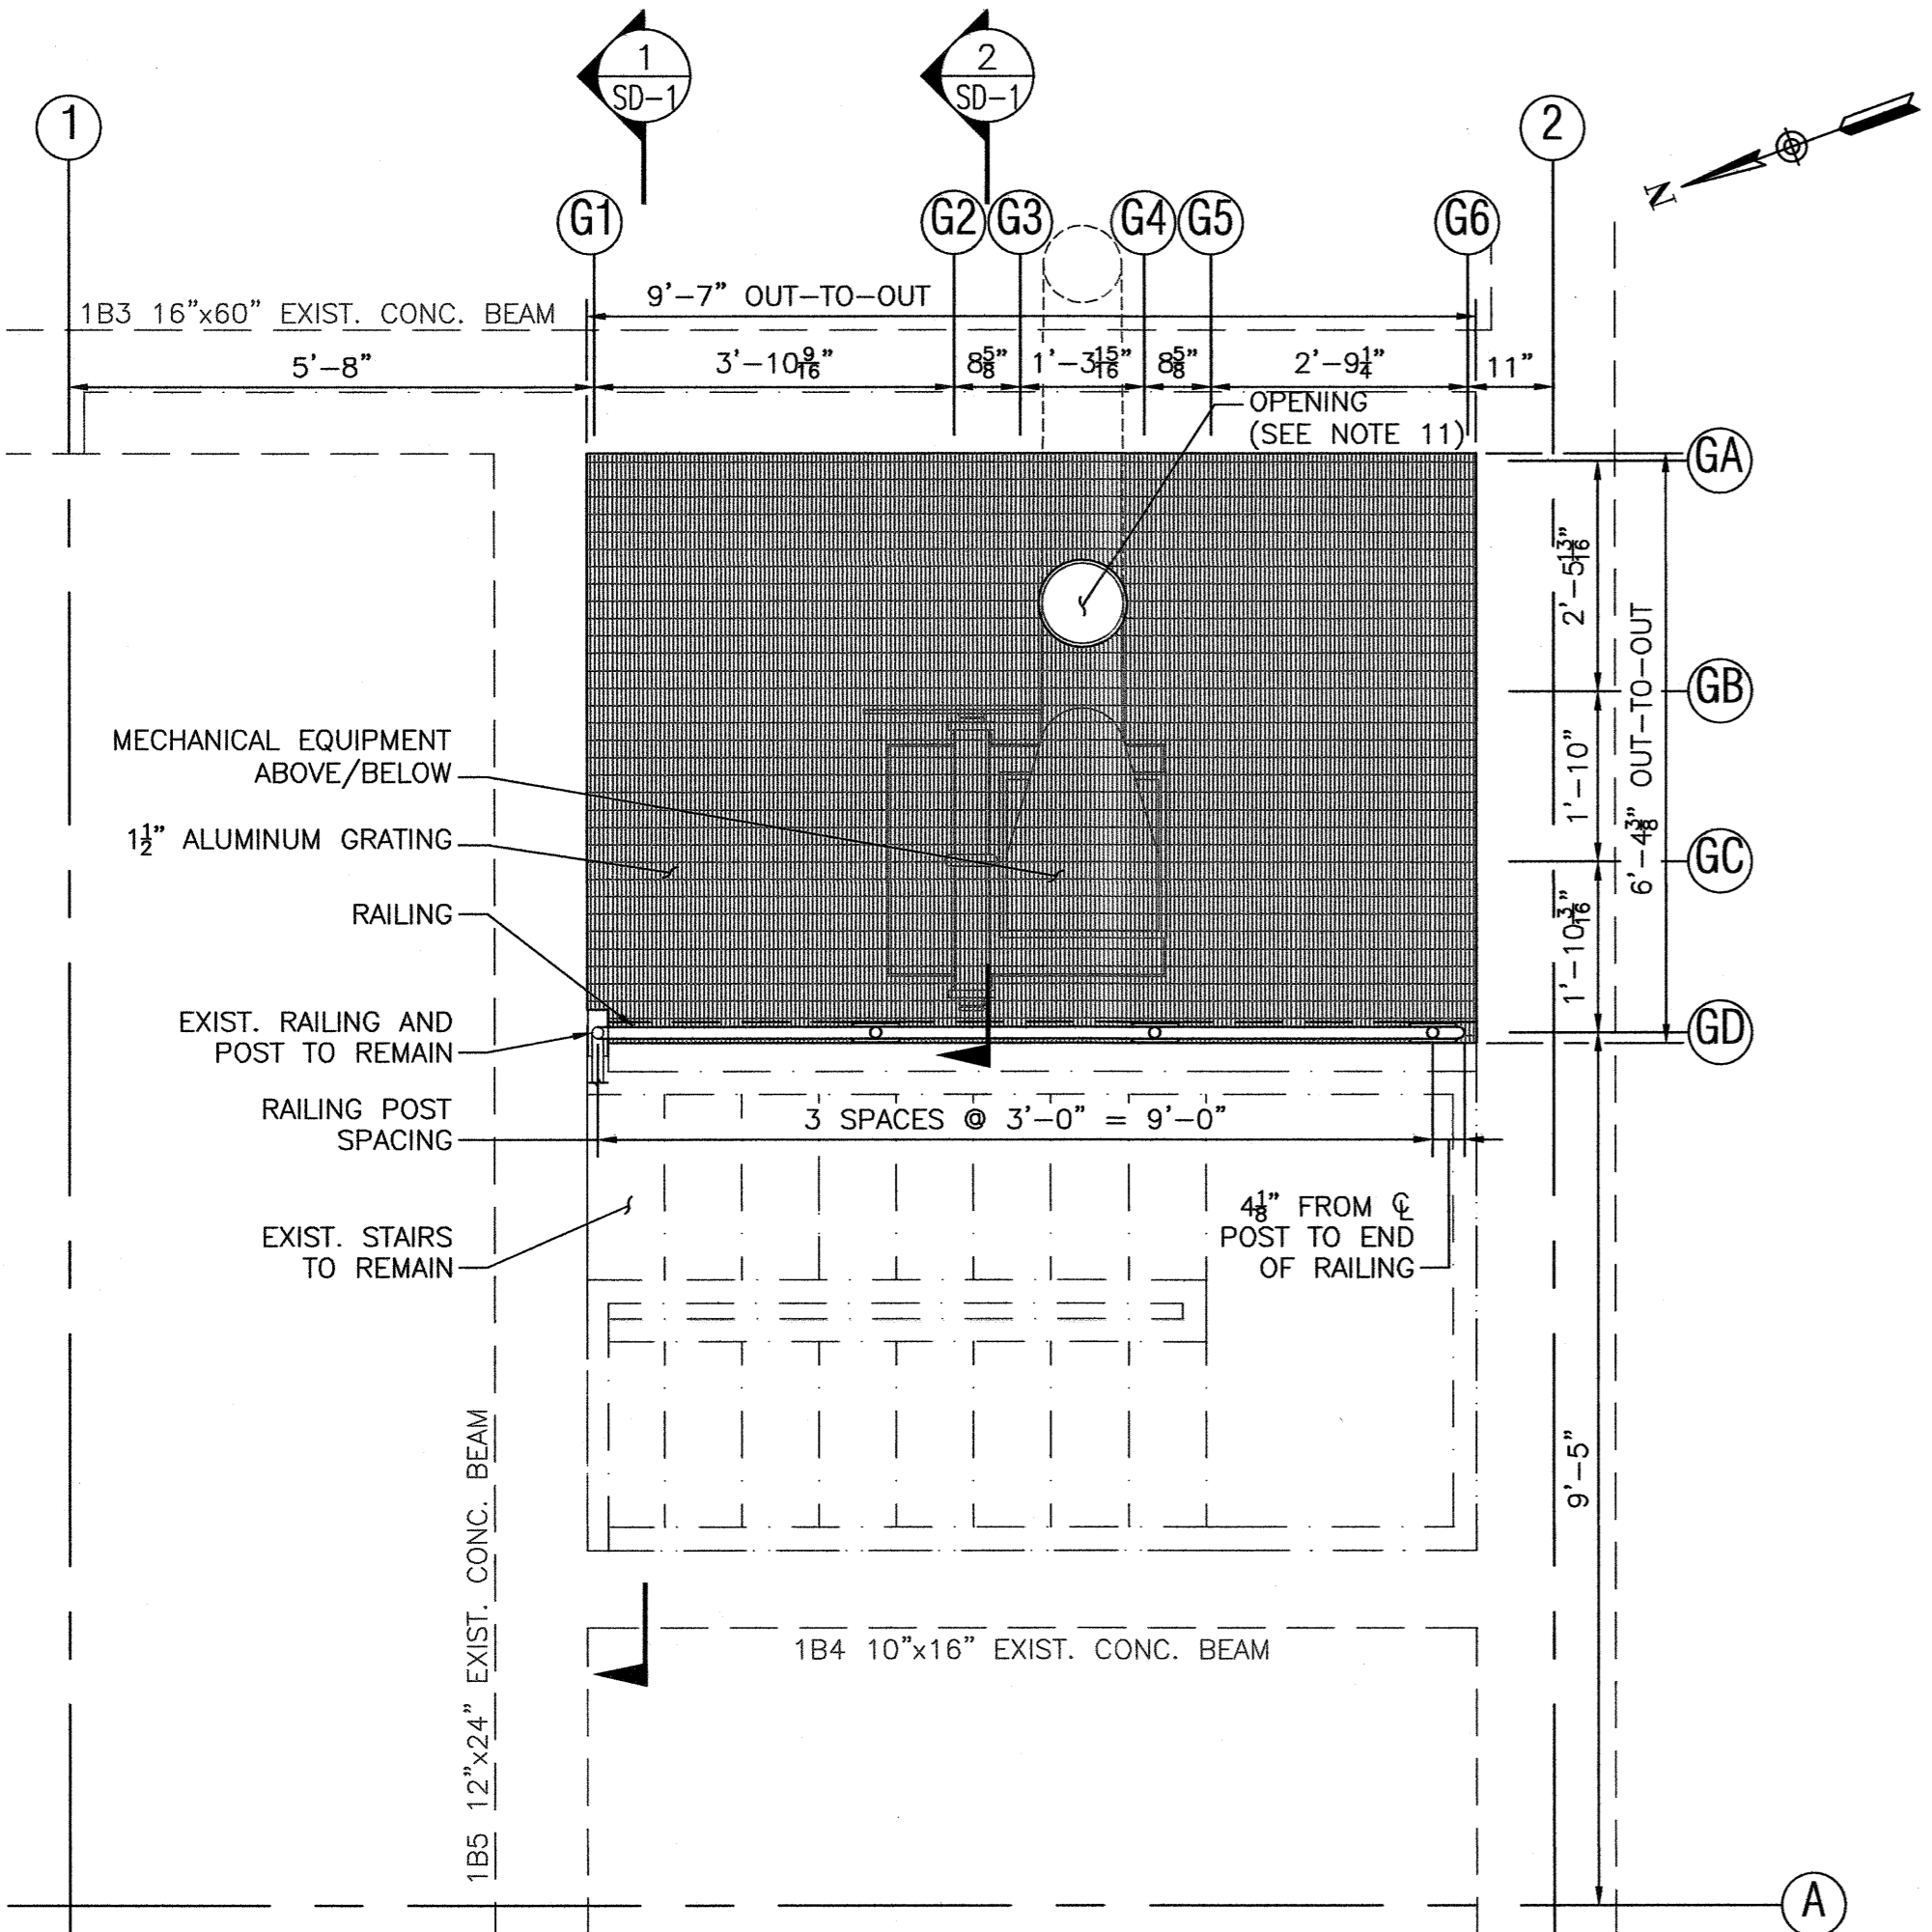 1
SD-1
2
SD-1
1
2
N
G1
G2
G3
G4
G5
G6
9'-7" OUT-TO-OUT
1B3 16"x60" EXIST. CONC. BEAM
5'-8"
3'-10 9/16"
8 5/8"
1'-3 15/16"
8 5/8"
2'-9 1/4"
11"
OPENING
(SEE NOTE 11)
GA
2'-5 13/16"
6'-4 3/8" OUT-TO-OUT
GB
1'-10"
MECHANICAL EQUIPMENT
ABOVE/BELOW
1 1/2" ALUMINUM GRATING
GC
RAILING
1'-10 3/16"
EXIST. RAILING AND
POST TO REMAIN
GD
RAILING POST
SPACING
3 SPACES @ 3'-0" = 9'-0"
4 1/8" FROM ℄
POST TO END
OF RAILING
EXIST. STAIRS
TO REMAIN
9'-5"
1B5 12"x24" EXIST. CONC. BEAM
1B4 10"x16" EXIST. CONC. BEAM
A